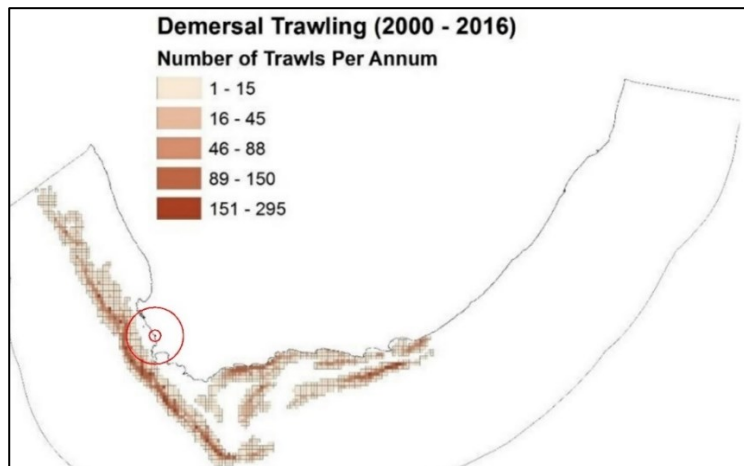 Demersal Trawling (2000 - 2016)
Number of Trawls Per Annum
1 - 15
16 - 45
46 - 88
89 - 150
151 - 295